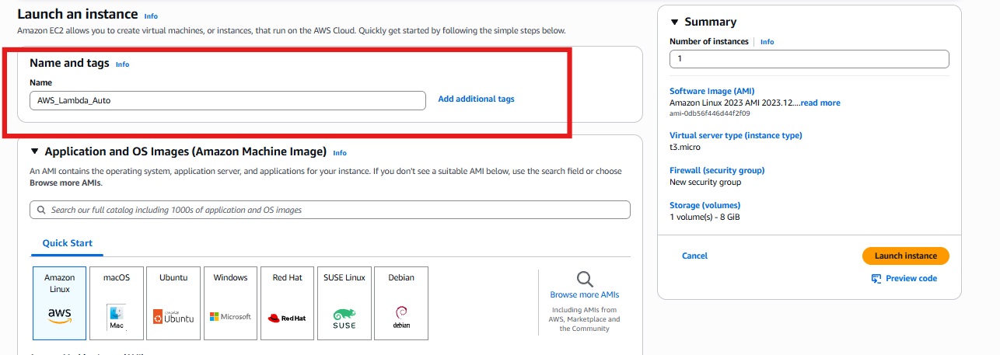 Launch an instance Info
Amazon EC2 allows you to create virtual machines, or instances, that run on the AWS Cloud. Quickly get started by following the simple steps below.
Name and tags Info
Name
AWS_Lambda_Auto
Add additional tags
Application and OS Images (Amazon Machine Image) Info
An AMI contains the operating system, application server, and applications for your instance. If you don't see a suitable AMI below, use the search field or choose
Browse more AMIs.
Search our full catalog including 1000s of application and OS images
Quick Start
Amazon
Linux
aws
macOS
Mac
Ubuntu
Ubuntu
Windows
Microsoft
Red Hat
Red Hat
SUSE Linux
SUSE
Debian
debian
Browse more AMIs
Including AMIs from
AWS, Marketplace and
the Community
Summary
Number of instances Info
1
Software Image (AMI)
Amazon Linux 2023 AMI 2023.12....read more
ami-0db56f446d44f2f09
Virtual server type (instance type)
t3.micro
Firewall (security group)
New security group
Storage (volumes)
1 volume(s) - 8 GiB
Cancel
Launch instance
Preview code